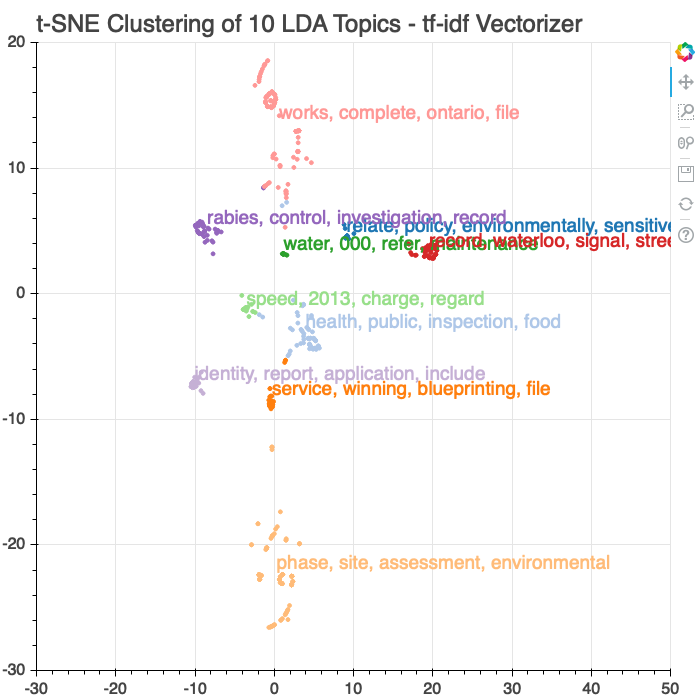 t-SNE Clustering of 10 LDA Topics - tf-idf Vectorizer
20
works, complete, ontario, file
10
rabies, control, investigation, record
relate, policy, environmentally, sensitive
water, 000, refer, maintenance
record, waterloo, signal, stree
0
speed, 2013, charge, regard
health, public, inspection, food
identity, report, application, include
service, winning, blueprinting, file
-10
-20
phase, site, assessment, environmental
-30
-30 -20 -10 0 10 20 30 40 50